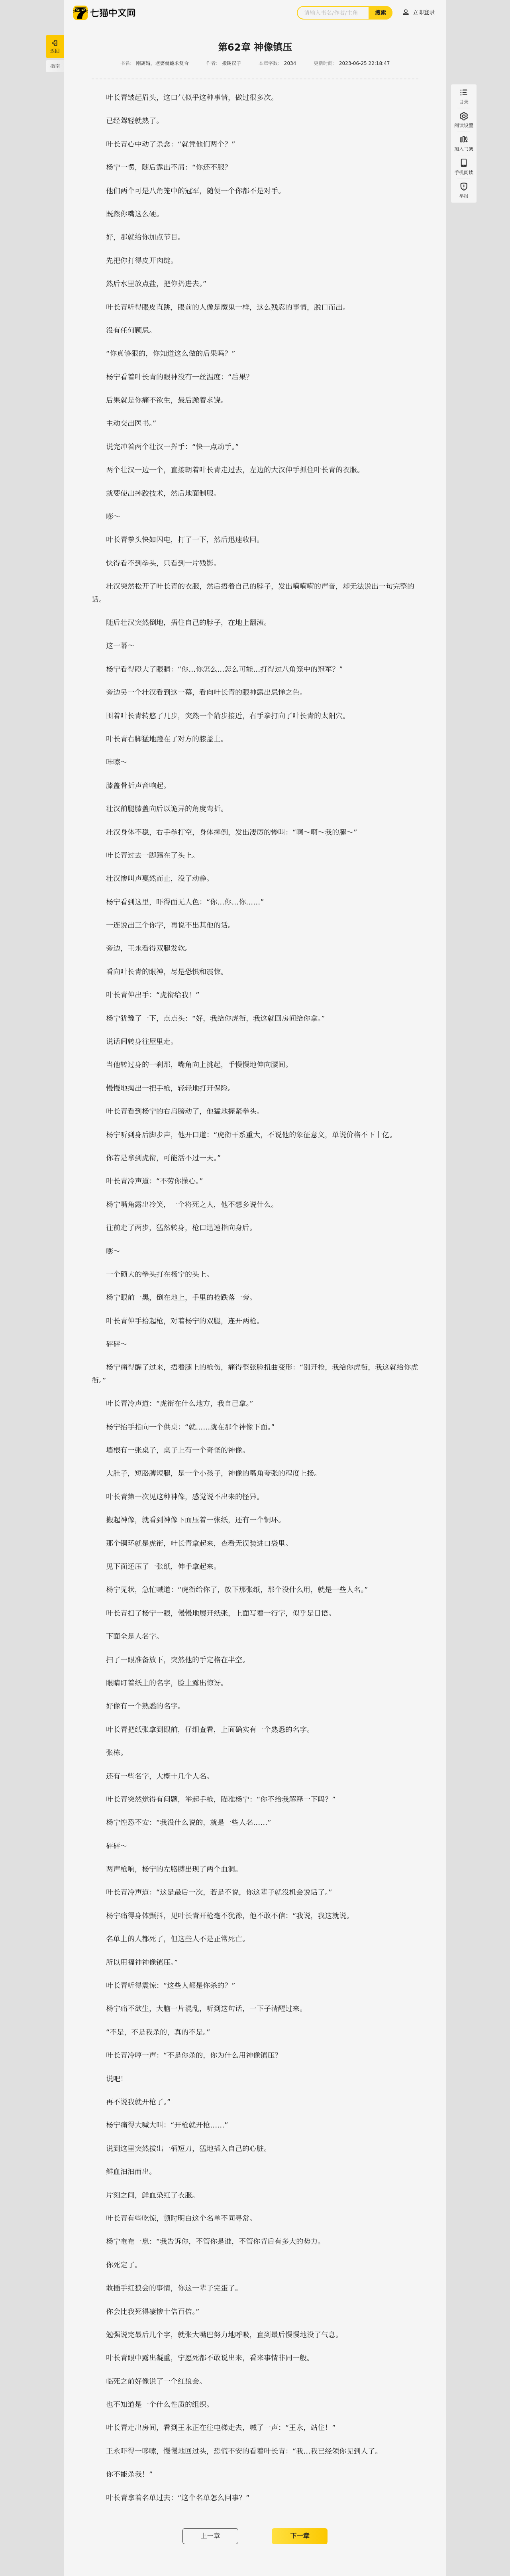 七猫中文网
请输入书名/作者/主角
搜索
立即登录
返回
指南
目录
阅读设置
加入书架
手机阅读
举报
第62章 神像镇压
作者：
本章字数： 2034
更新时间： 2023-06-25 22:18:47
叶长青皱起眉头，这口气似乎这种事情，做过很多次。
已经驾轻就熟了。
叶长青心中动了杀念：“就凭他们两个？”
杨宁一愣，随后露出不屑：“你还不服？
他们两个可是八角笼中的冠军，随便一个你都不是对手。
既然你嘴这么硬。
好，那就给你加点节目。
先把你打得皮开肉绽。
然后水里放点盐，把你扔进去。”
叶长青听得眼皮直跳，眼前的人像是魔鬼一样，这么残忍的事情，脱口而出。
没有任何顾忌。
“你真够狠的，你知道这么做的后果吗？”
杨宁看着叶长青的眼神没有一丝温度：“后果？
后果就是你痛不欲生，最后跪着求饶。
主动交出医书。”
说完冲着两个壮汉一挥手：“快一点动手。”
两个壮汉一边一个，直接朝着叶长青走过去，左边的大汉伸手抓住叶长青的衣服。
就要使出摔跤技术，然后地面制服。
嘭～
叶长青拳头快如闪电，打了一下，然后迅速收回。
快得看不到拳头，只看到一片残影。
壮汉突然松开了叶长青的衣服，然后捂着自己的脖子，发出嗬嗬嗬的声音，却无法说出一句完整的
话。
随后壮汉突然倒地，捂住自己的脖子，在地上翻滚。
这一幕～
杨宁看得瞪大了眼睛：“你...你怎么...怎么可能...打得过八角笼中的冠军？”
旁边另一个壮汉看到这一幕，看向叶长青的眼神露出忌惮之色。
围着叶长青转悠了几步，突然一个箭步接近，右手拳打向了叶长青的太阳穴。
叶长青右脚猛地蹬在了对方的膝盖上。
咔嚓～
膝盖骨折声音响起。
壮汉前腿膝盖向后以诡异的角度弯折。
壮汉身体不稳，右手拳打空，身体摔倒，发出凄厉的惨叫：“啊～啊～我的腿～”
叶长青过去一脚踢在了头上。
壮汉惨叫声戛然而止，没了动静。
杨宁看到这里，吓得面无人色：“你...你...你......”
一连说出三个你字，再说不出其他的话。
旁边，王永看得双腿发软。
看向叶长青的眼神，尽是恐惧和震惊。
叶长青伸出手：“虎衔给我！”
杨宁犹豫了一下，点点头：“好，我给你虎衔，我这就回房间给你拿。”
说话间转身往屋里走。
当他转过身的一刹那，嘴角向上挑起，手慢慢地伸向腰间。
慢慢地掏出一把手枪，轻轻地打开保险。
叶长青看到杨宁的右肩膀动了，他猛地握紧拳头。
杨宁听到身后脚步声，他开口道：“虎衔干系重大，不说他的象征意义，单说价格不下十亿。
你若是拿到虎衔，可能活不过一天。”
叶长青冷声道：“不劳你操心。”
杨宁嘴角露出冷笑，一个将死之人，他不想多说什么。
往前走了两步，猛然转身，枪口迅速指向身后。
嘭～
一个硕大的拳头打在杨宁的头上。
杨宁眼前一黑，倒在地上，手里的枪跌落一旁。
叶长青伸手拾起枪，对着杨宁的双腿，连开两枪。
砰砰～
杨宁痛得醒了过来，捂着腿上的枪伤，痛得整张脸扭曲变形：“别开枪，我给你虎衔，我这就给你虎
衔。”
叶长青冷声道：“虎衔在什么地方，我自己拿。”
杨宁抬手指向一个供桌：“就......就在那个神像下面。”
墙根有一张桌子，桌子上有一个奇怪的神像。
大肚子，短胳膊短腿，是一个小孩子，神像的嘴角夸张的程度上扬。
叶长青第一次见这种神像，感觉说不出来的怪异。
搬起神像，就看到神像下面压着一张纸，还有一个铜环。
那个铜环就是虎衔，叶长青拿起来，查看无误装进口袋里。
见下面还压了一张纸，伸手拿起来。
杨宁见状，急忙喊道：“虎衔给你了，放下那张纸，那个没什么用，就是一些人名。”
叶长青扫了杨宁一眼，慢慢地展开纸张，上面写着一行字，似乎是日语。
下面全是人名字。
扫了一眼准备放下，突然他的手定格在半空。
眼睛盯着纸上的名字，脸上露出惊讶。
好像有一个熟悉的名字。
叶长青把纸张拿到跟前，仔细查看，上面确实有一个熟悉的名字。
张栋。
还有一些名字，大概十几个人名。
叶长青突然觉得有问题，举起手枪，瞄准杨宁：“你不给我解释一下吗？”
杨宁惶恐不安：“我没什么说的，就是一些人名......”
砰砰～
两声枪响，杨宁的左胳膊出现了两个血洞。
叶长青冷声道：“这是最后一次，若是不说，你这辈子就没机会说话了。”
杨宁痛得身体颤抖，见叶长青开枪毫不犹豫，他不敢不信：“我说，我这就说。
名单上的人都死了，但这些人不是正常死亡。
所以用福神神像镇压。”
叶长青听得震惊：“这些人都是你杀的？”
杨宁痛不欲生，大脑一片混乱，听到这句话，一下子清醒过来。
“不是，不是我杀的，真的不是。”
叶长青冷哼一声：“不是你杀的，你为什么用神像镇压？
说吧！
再不说我就开枪了。”
杨宁痛得大喊大叫：“开枪就开枪......”
说到这里突然拔出一柄短刀，猛地插入自己的心脏。
鲜血汩汩而出。
片刻之间，鲜血染红了衣服。
叶长青有些吃惊，顿时明白这个名单不同寻常。
杨宁奄奄一息：“我告诉你，不管你是谁，不管你背后有多大的势力。
你死定了。
敢插手红狼会的事情，你这一辈子完蛋了。
你会比我死得凄惨十倍百倍。”
勉强说完最后几个字，就张大嘴巴努力地呼吸，直到最后慢慢地没了气息。
叶长青眼中露出凝重，宁愿死都不敢说出来，看来事情非同一般。
临死之前好像说了一个红狼会。
也不知道是一个什么性质的组织。
叶长青走出房间，看到王永正在往电梯走去，喊了一声：“王永，站住！”
王永吓得一哆嗦，慢慢地回过头，恐慌不安的看着叶长青：“我...我已经领你见到人了。
你不能杀我！”
叶长青拿着名单过去：“这个名单怎么回事？”
上一章
下一章